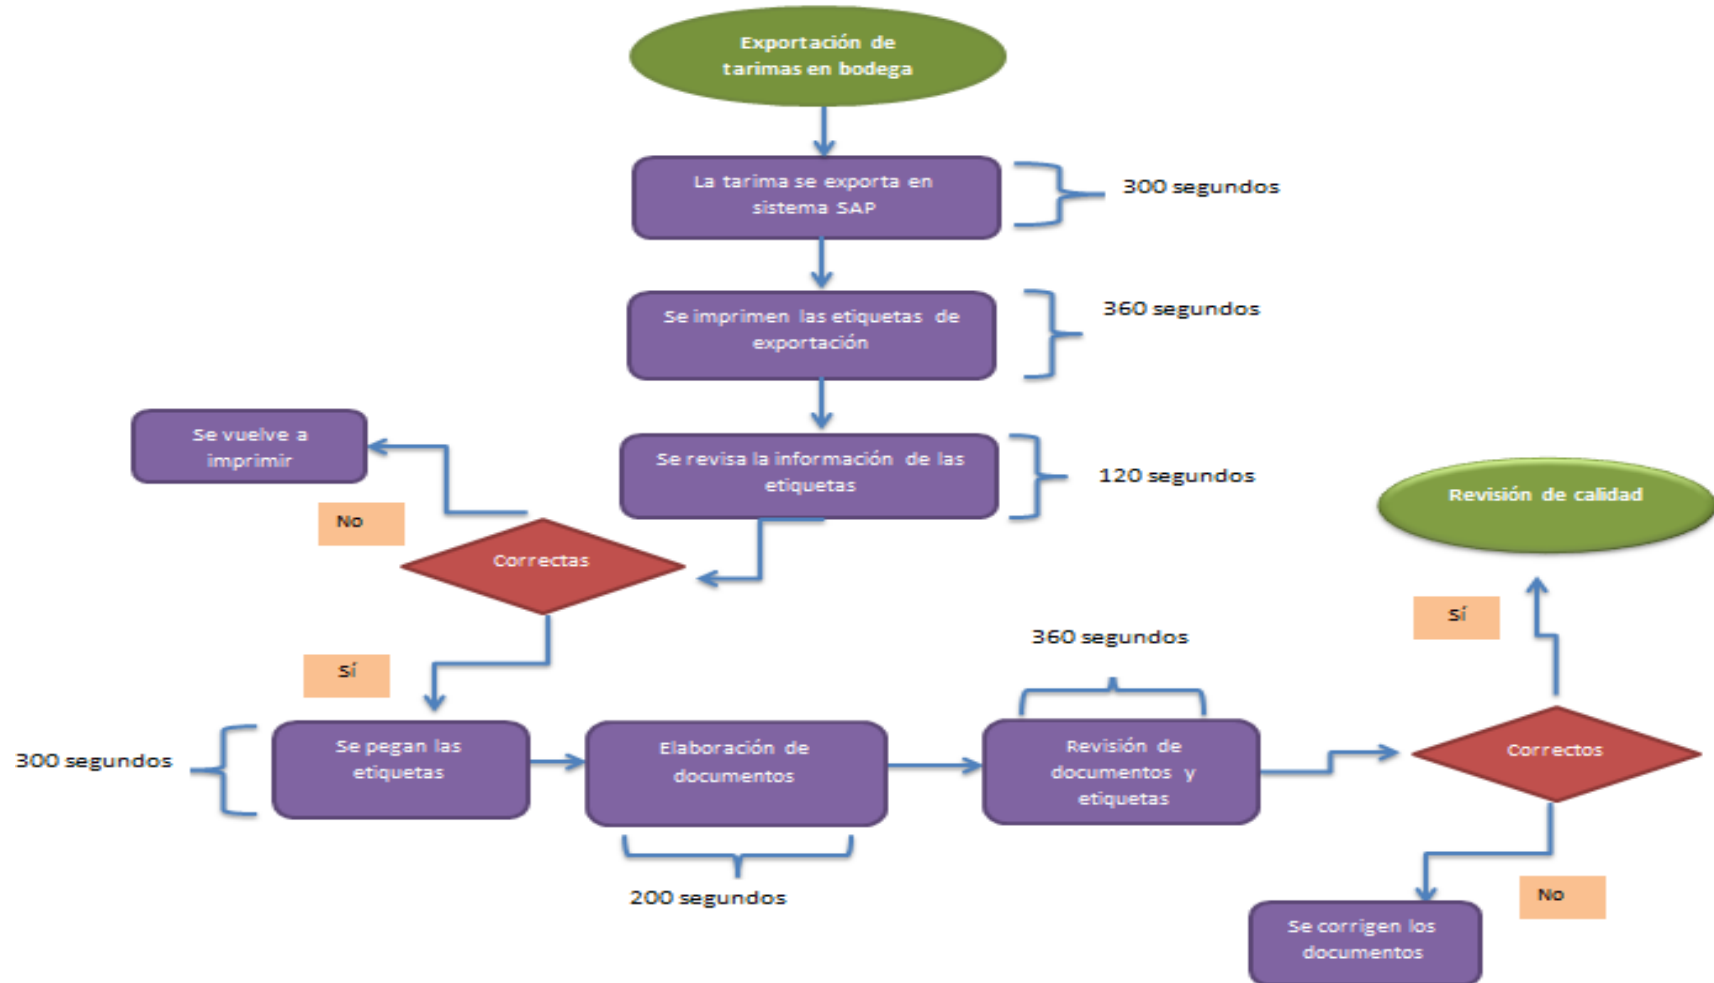 Exportación de
tarimas en bodega
La tarima se exporta en
sistema SAP
300 segundos
Se imprimen las etiquetas de
exportación
360 segundos
Se revisa la información de las
etiquetas
120 segundos
Se vuelve a
imprimir
No
Correctas
Sí
300 segundos
Se pegan las
etiquetas
Elaboración de
documentos
200 segundos
360 segundos
Revisión de
documentos y
etiquetas
Correctos
Sí
Revisión de calidad
No
Se corrigen los
documentos